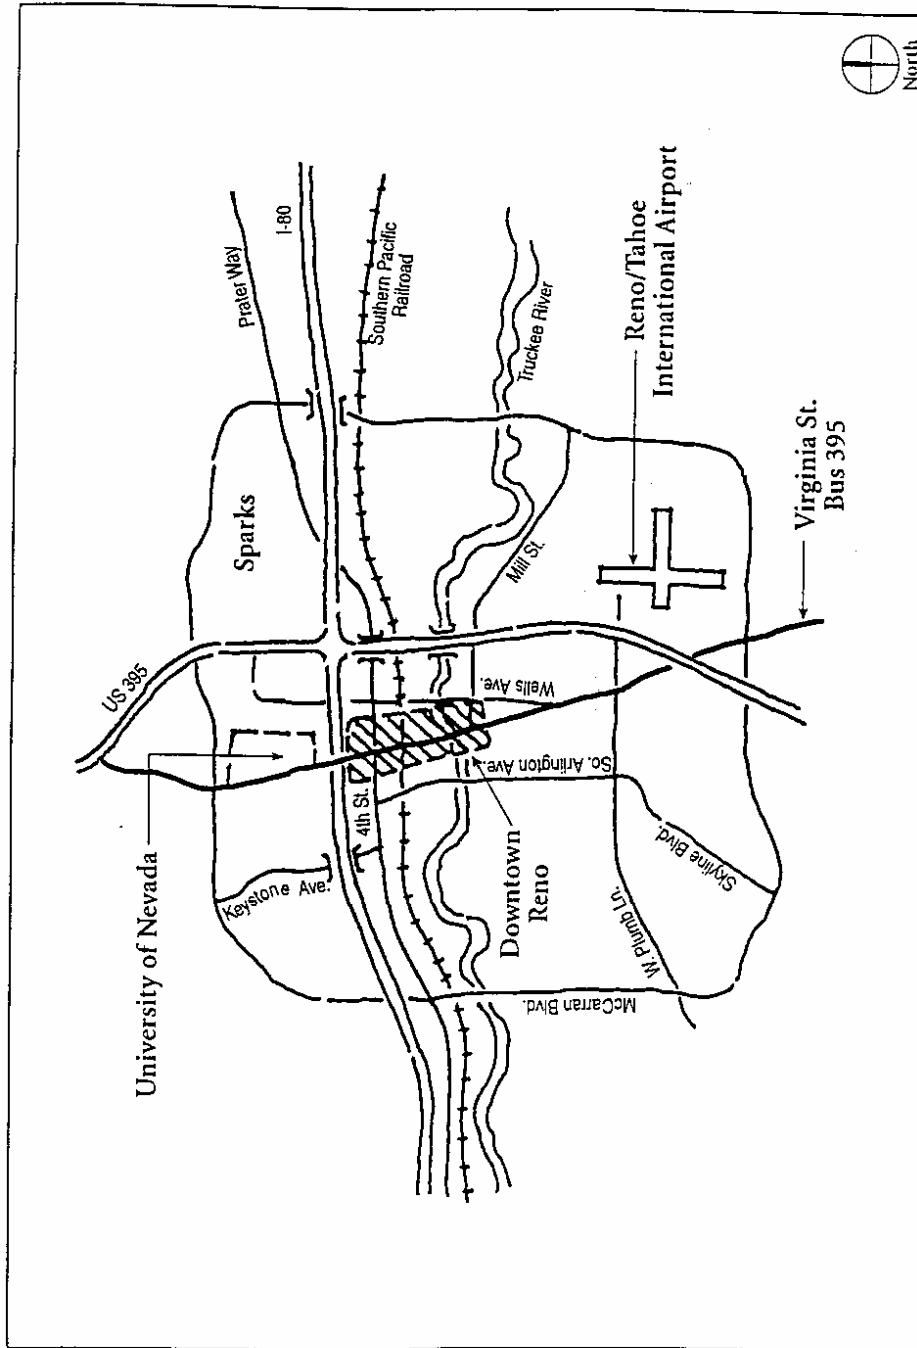 North
US 395
Prater Way
I-80
Sparks
University of Nevada
Keystone Ave.
Southern Pacific
Railroad
4th St.
Wells Ave.
Truckee River
Mill St.
So. Arlington Ave.
Downtown
Reno
Reno/Tahoe
International Airport
W. Plumb Ln.
Skyline Blvd.
McCarran Blvd.
Virginia St.
Bus 395